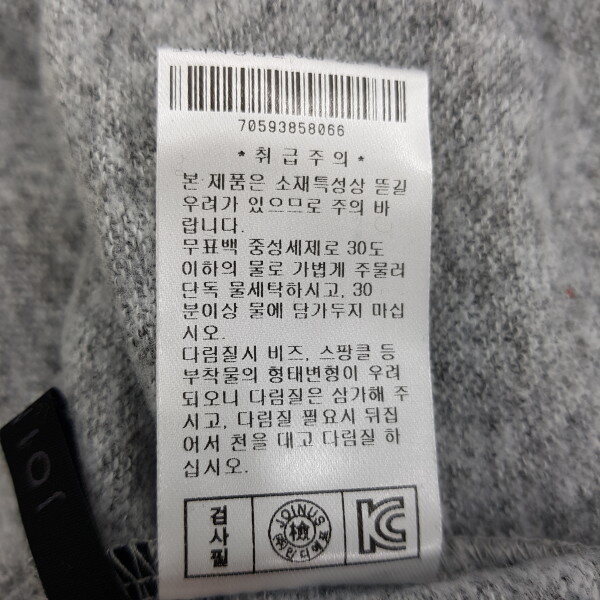 70593858066
* 취급주의 *
본 제품은 소재특성상 뜯길
우려가 있으므로 주의 바
랍니다.
무표백 중성세제로 30도
이하의 물로 가볍게 주물러
단독 물세탁하시고, 30
분이상 물에 담가두지 마십
시오.
다림질시 비즈, 스팡클 등
부착물의 형태변형이 우려
되오니 다림질은 삼가해 주
시고, 다림질 필요시 뒤집
어서 천을 대고 다림질 하
십시오.
검사필
JOINUS
檢
㈜인디에프
KC